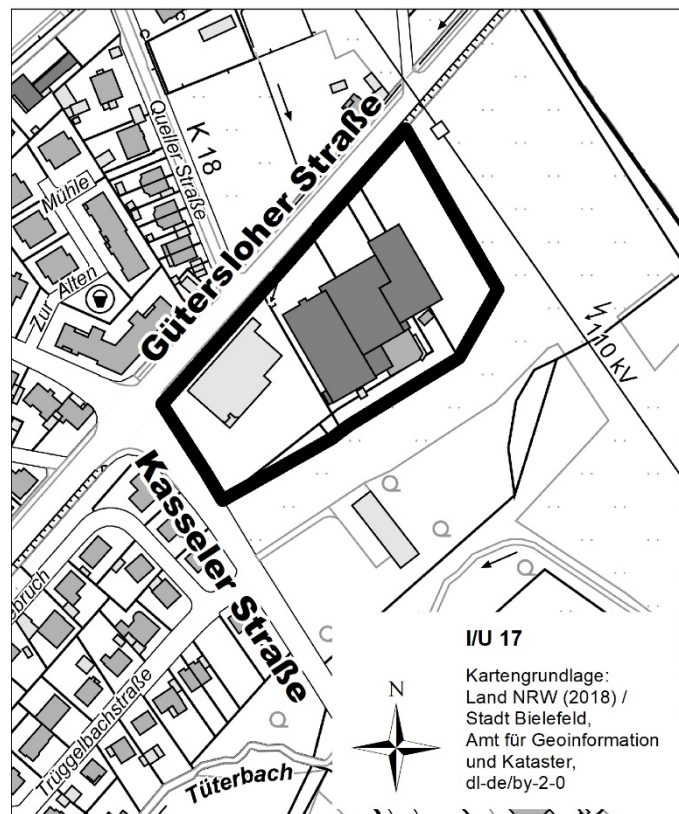 Queller Straße
K 18
Gütersloher Straße
Mühle
Zur Alten
110 kV
Kasseler Straße
ebruch
Trüggelbachstraße
Tüterbach
I/U 17
Kartengrundlage:
Land NRW (2018) /
Stadt Bielefeld,
Amt für Geoinformation
und Kataster,
dl-de/by-2-0
N